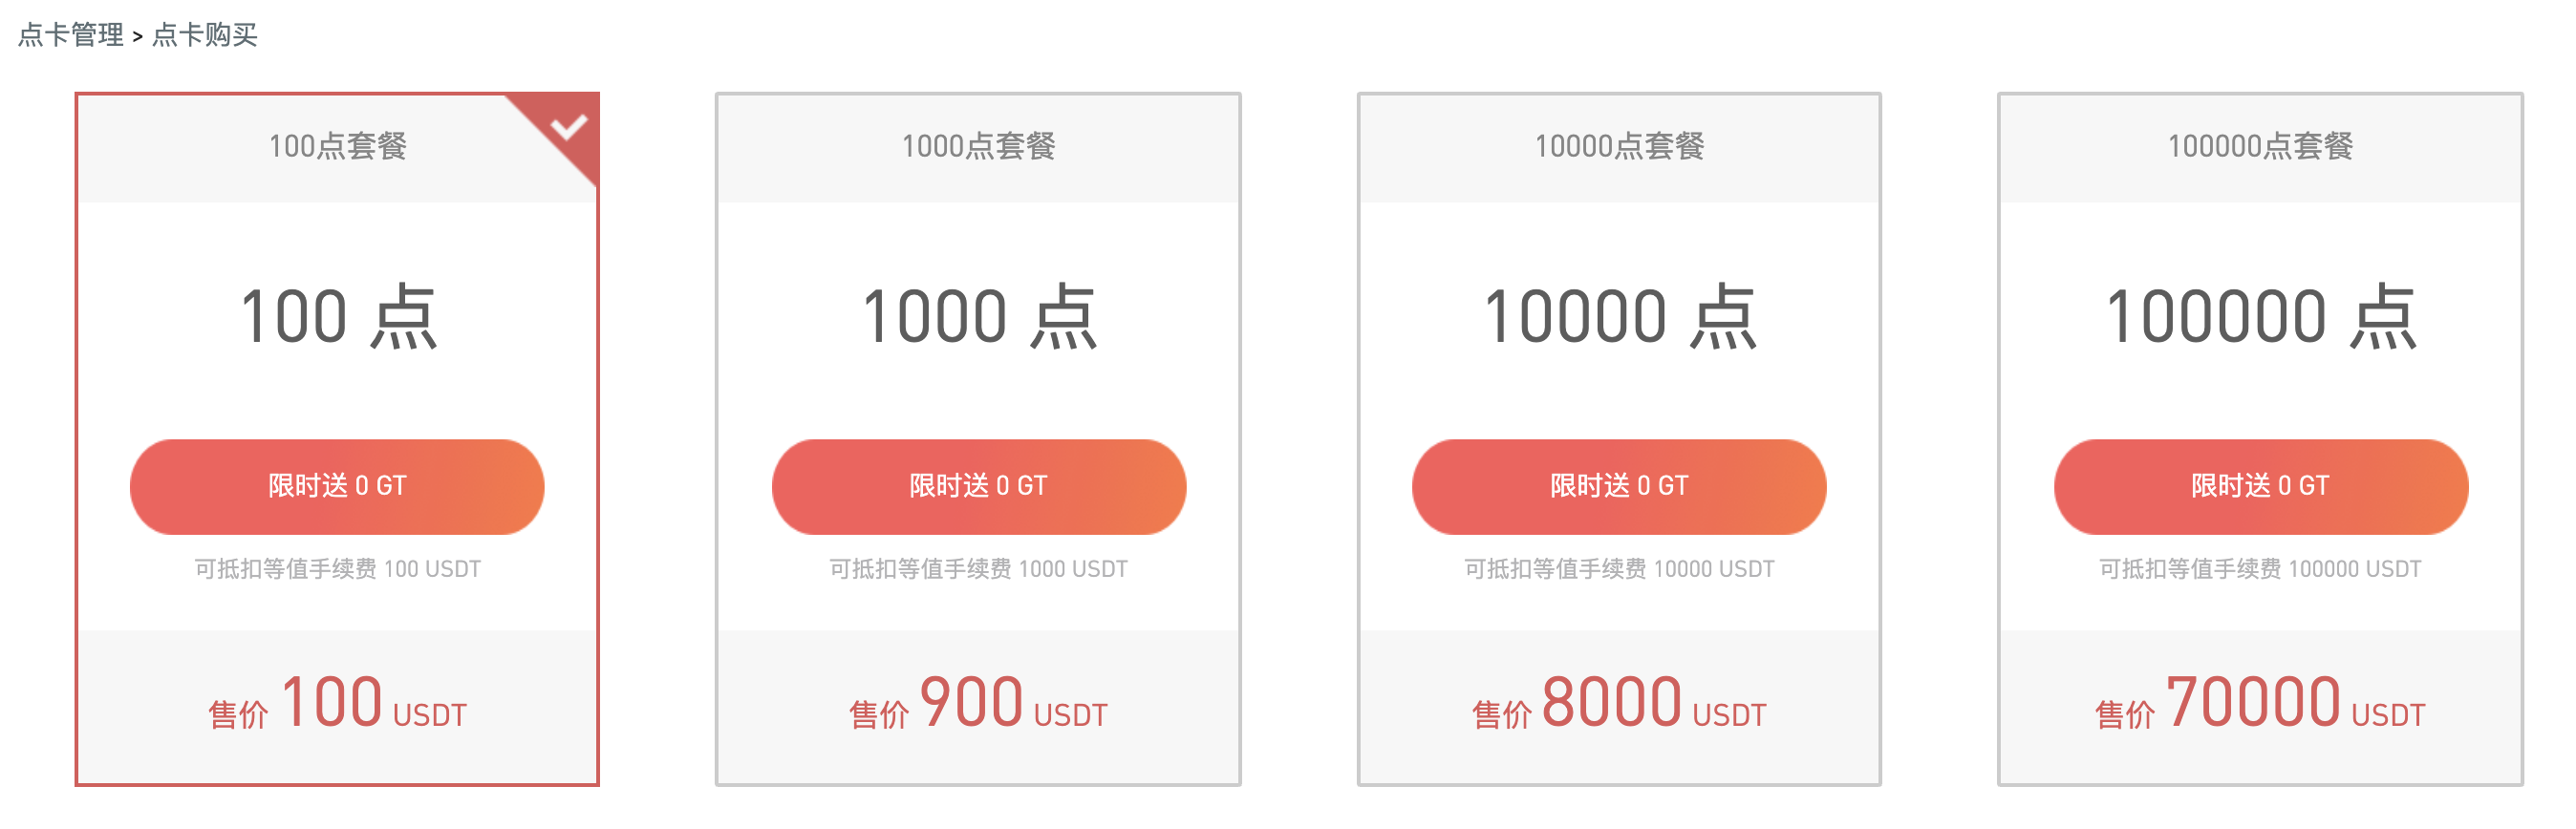 点卡管理 > 点卡购买
100点套餐
100 点
限时送 0 GT
可抵扣等值手续费 100 USDT
售价 100 USDT
1000点套餐
1000 点
限时送 0 GT
可抵扣等值手续费 1000 USDT
售价 900 USDT
10000点套餐
10000 点
限时送 0 GT
可抵扣等值手续费 10000 USDT
售价 8000 USDT
100000点套餐
100000 点
限时送 0 GT
可抵扣等值手续费 100000 USDT
售价 70000 USDT